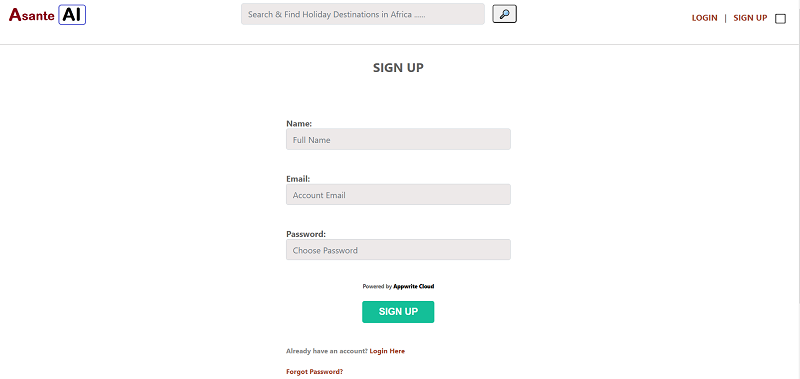 Asante AI
Search & Find Holiday Destinations in Africa ......
LOGIN | SIGN UP
SIGN UP
Name:
Full Name
Email:
Account Email
Password:
Choose Password
Powered by Appwrite Cloud
SIGN UP
Already have an account? Login Here
Forgot Password?